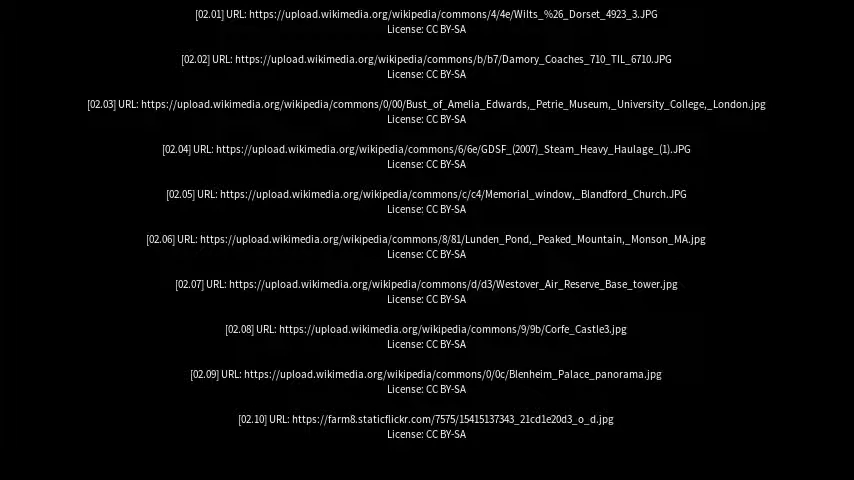 [02.01] URL: https://upload.wikimedia.org/wikipedia/commons/4/4e/Wilts_%26_Dorset_4923_3.JPG
License: CC BY-SA
[02.02] URL: https://upload.wikimedia.org/wikipedia/commons/b/b7/Damory_Coaches_710_TIL_6710.JPG
License: CC BY-SA
[02.03] URL: https://upload.wikimedia.org/wikipedia/commons/0/00/Bust_of_Amelia_Edwards,_Petrie_Museum,_University_College,_London.jpg
License: CC BY-SA
[02.04] URL: https://upload.wikimedia.org/wikipedia/commons/6/6e/GDSF_(2007)_Steam_Heavy_Haulage_(1).JPG
License: CC BY-SA
[02.05] URL: https://upload.wikimedia.org/wikipedia/commons/c/c4/Memorial_window,_Blandford_Church.JPG
License: CC BY-SA
[02.06] URL: https://upload.wikimedia.org/wikipedia/commons/8/81/Lunden_Pond,_Peaked_Mountain,_Monson_MA.jpg
License: CC BY-SA
[02.07] URL: https://upload.wikimedia.org/wikipedia/commons/d/d3/Westover_Air_Reserve_Base_tower.jpg
License: CC BY-SA
[02.08] URL: https://upload.wikimedia.org/wikipedia/commons/9/9b/Corfe_Castle3.jpg
License: CC BY-SA
[02.09] URL: https://upload.wikimedia.org/wikipedia/commons/0/0c/Blenheim_Palace_panorama.jpg
License: CC BY-SA
[02.10] URL: https://farm8.staticflickr.com/7575/15415137343_21cd1e20d3_o_d.jpg
License: CC BY-SA